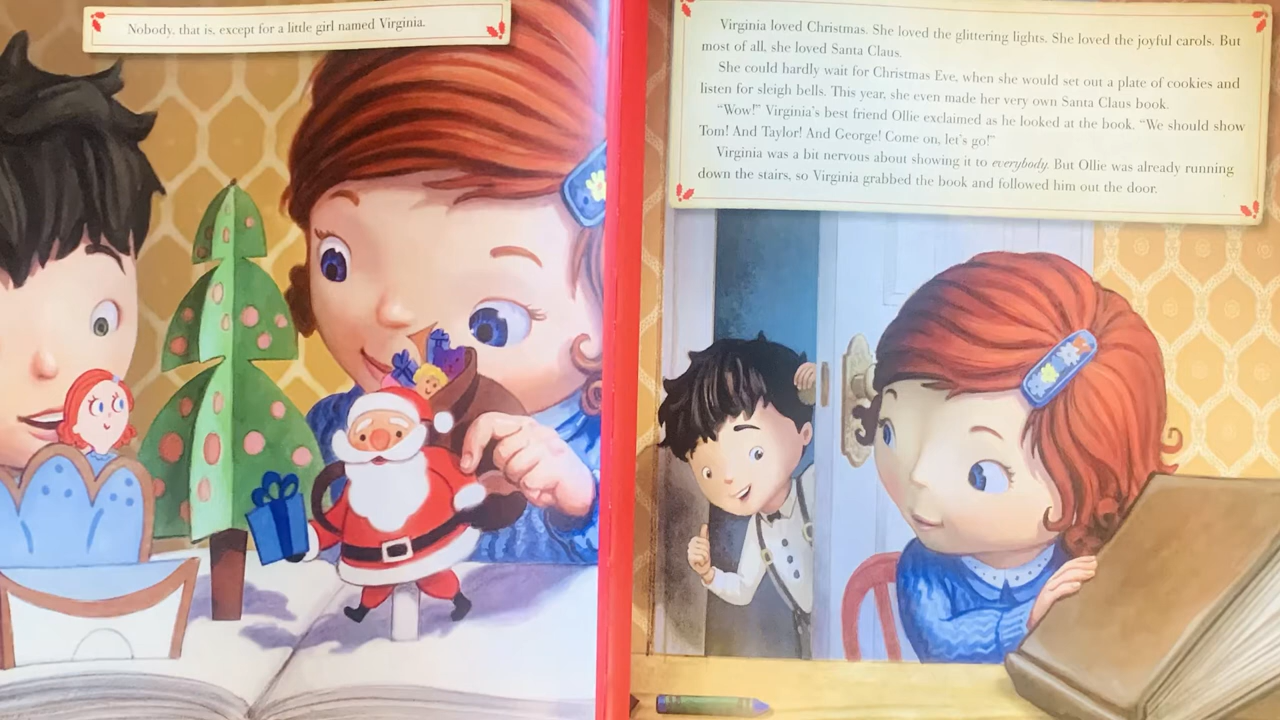 Nobody, that is, except for a little girl named Virginia.
Virginia loved Christmas. She loved the glittering lights. She loved the joyful carols. But
most of all, she loved Santa Claus.
She could hardly wait for Christmas Eve, when she would set out a plate of cookies and
listen for sleigh bells. This year, she even made her very own Santa Claus book.
“Wow!” Virginia’s best friend Ollie exclaimed as he looked at the book. “We should show
Tom! And Taylor! And George! Come on, let’s go!”
Virginia was a bit nervous about showing it to everybody. But Ollie was already running
down the stairs, so Virginia grabbed the book and followed him out the door.